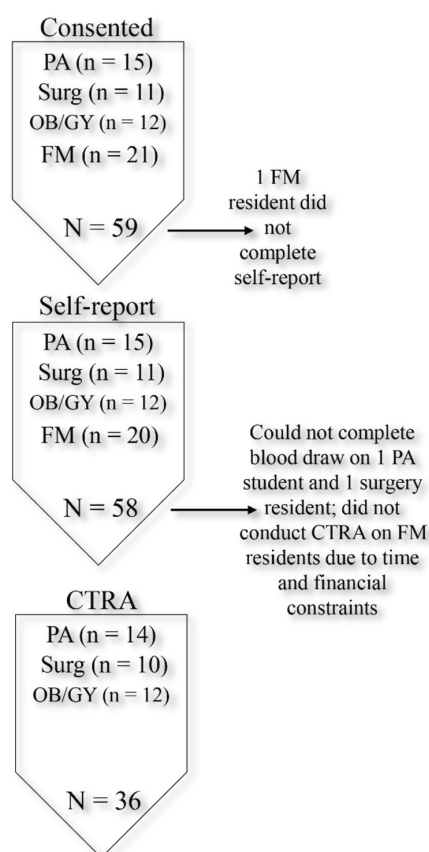 Consented
PA (n = 15)
Surg (n = 11)
OB/GY (n = 12)
FM (n = 21)
N = 59
1 FM
resident did
not
complete
self-report
Self-report
PA (n = 15)
Surg (n = 11)
OB/GY (n = 12)
FM (n = 20)
N = 58
Could not complete
blood draw on 1 PA
student and 1 surgery
resident; did not
conduct CTRA on FM
residents due to time
and financial
constraints
CTRA
PA (n = 14)
Surg (n = 10)
OB/GY (n = 12)
N = 36